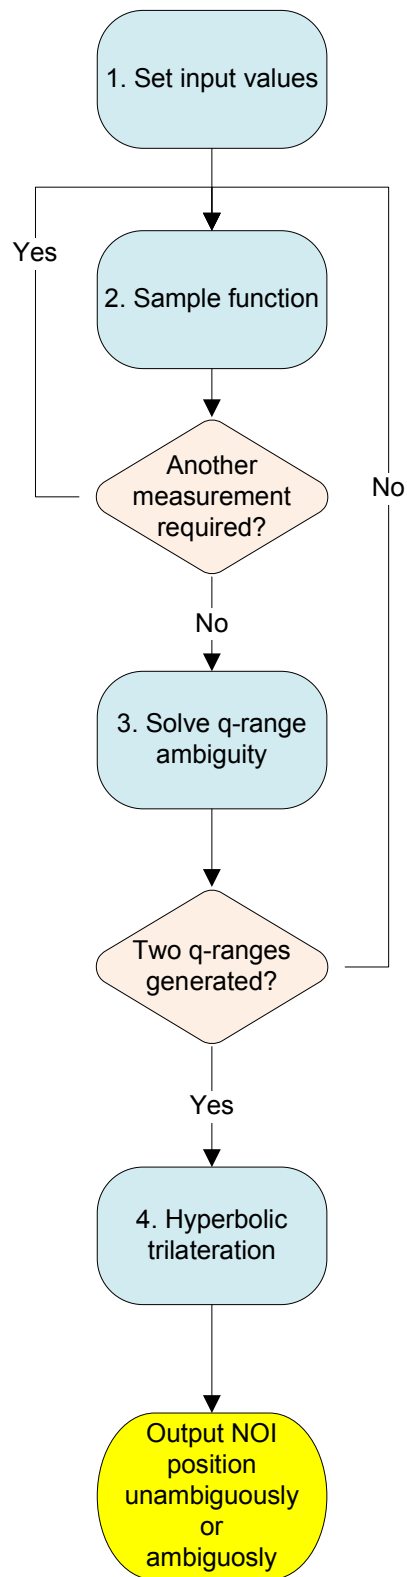 1. Set input values
Yes
2. Sample function
Another
measurement
required?
No
No
3. Solve q-range
ambiguity
Two q-ranges
generated?
Yes
4. Hyperbolic
trilateration
Output NOI
position
unambiguously
or
ambiguosly